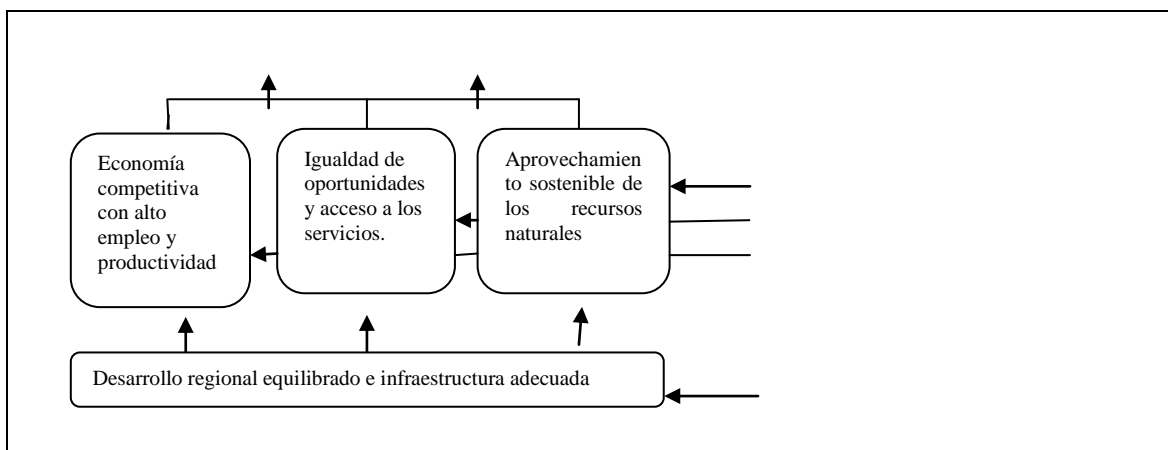 Economía
competitiva
con alto
empleo y
productividad
Igualdad de
oportunidades
y acceso a los
servicios.
Aprovechamien
to sostenible de
los recursos
naturales
Desarrollo regional equilibrado e infraestructura adecuada